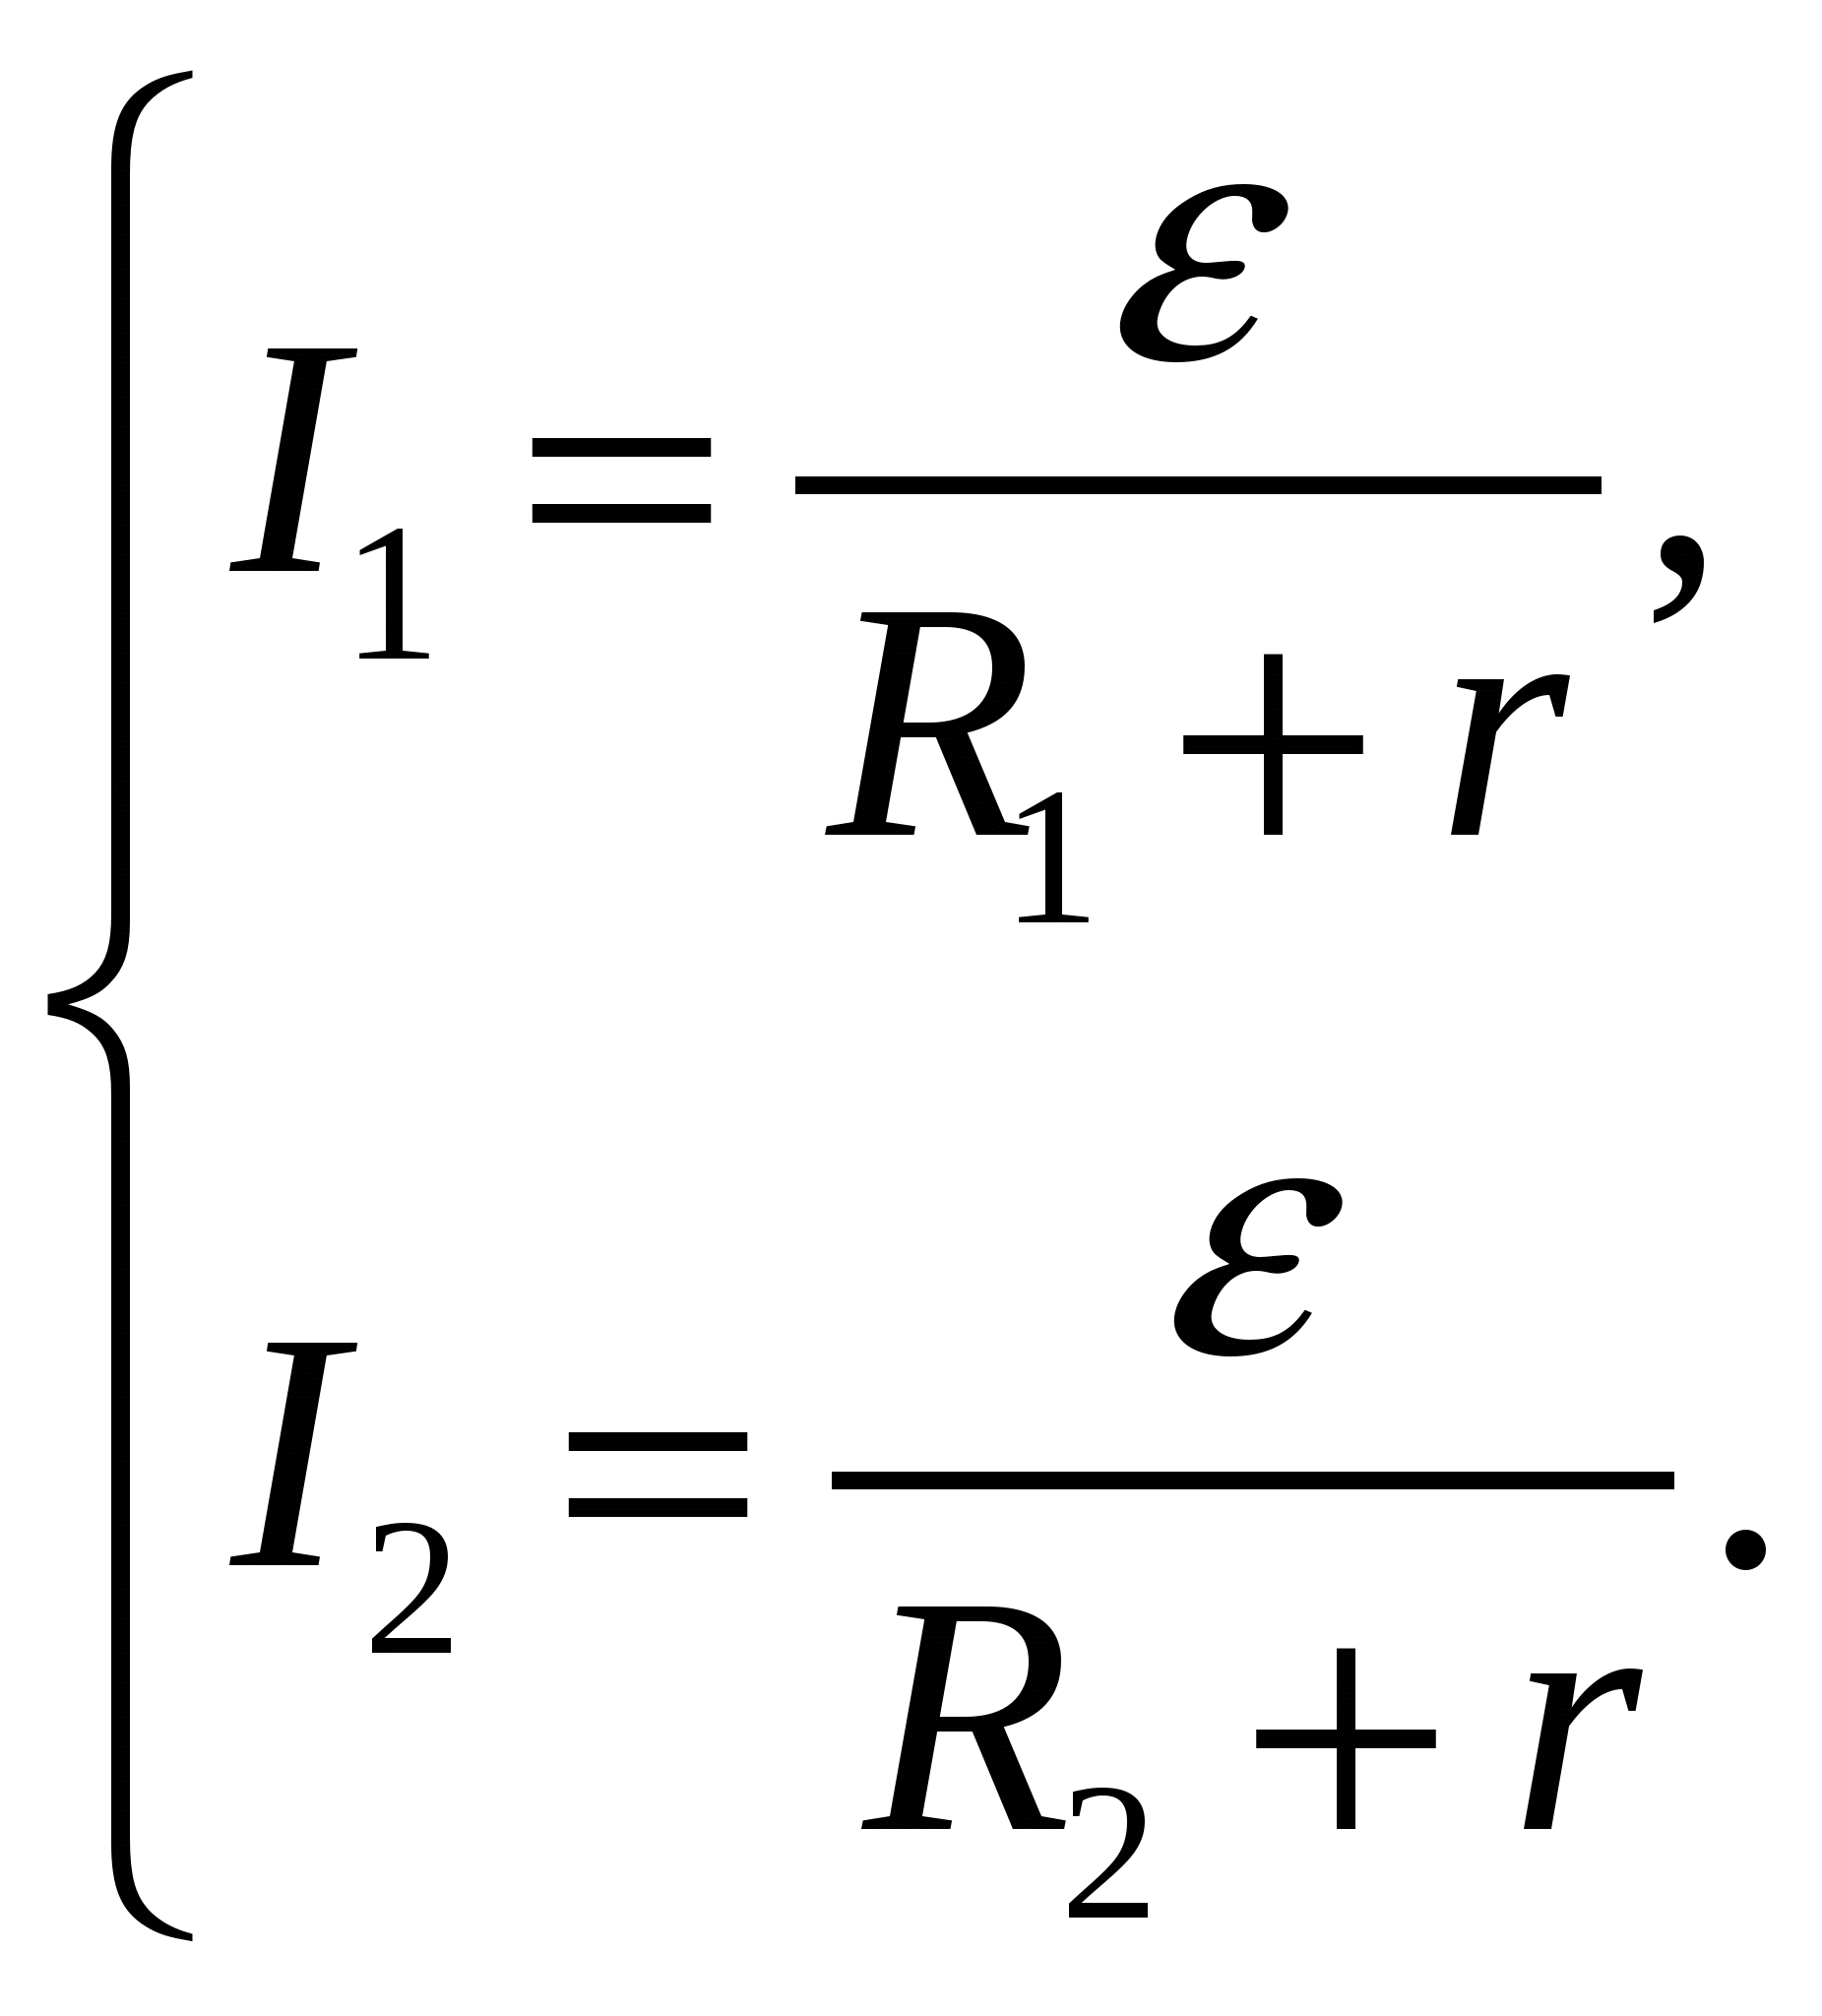 I₁ = ε / (R₁ + r),
I₂ = ε / (R₂ + r).